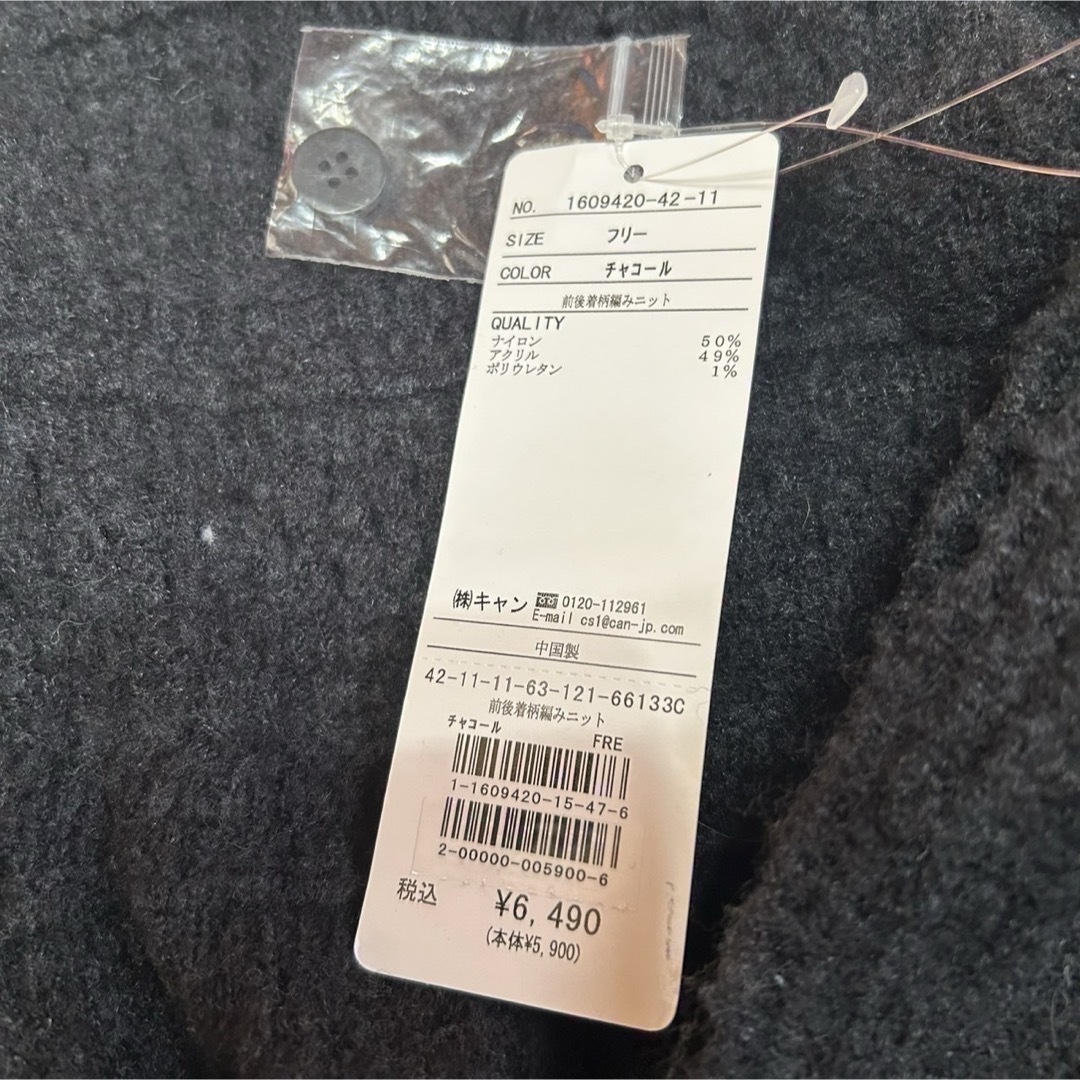 NO. 1609420-42-11
SIZE フリー
COLOR チャコール
前後着柄編みニット
QUALITY
ナイロン 50%
アクリル 49%
ポリウレタン 1%
㈱キャン 0120-112961
E-mail cs1@can-jp.com
中国製
42-11-11-63-121-66133C
前後着柄編みニット
チャコール FRE
1-1609420-15-47-6
2-00000-005900-6
税込 ¥6,490
(本体¥5,900)